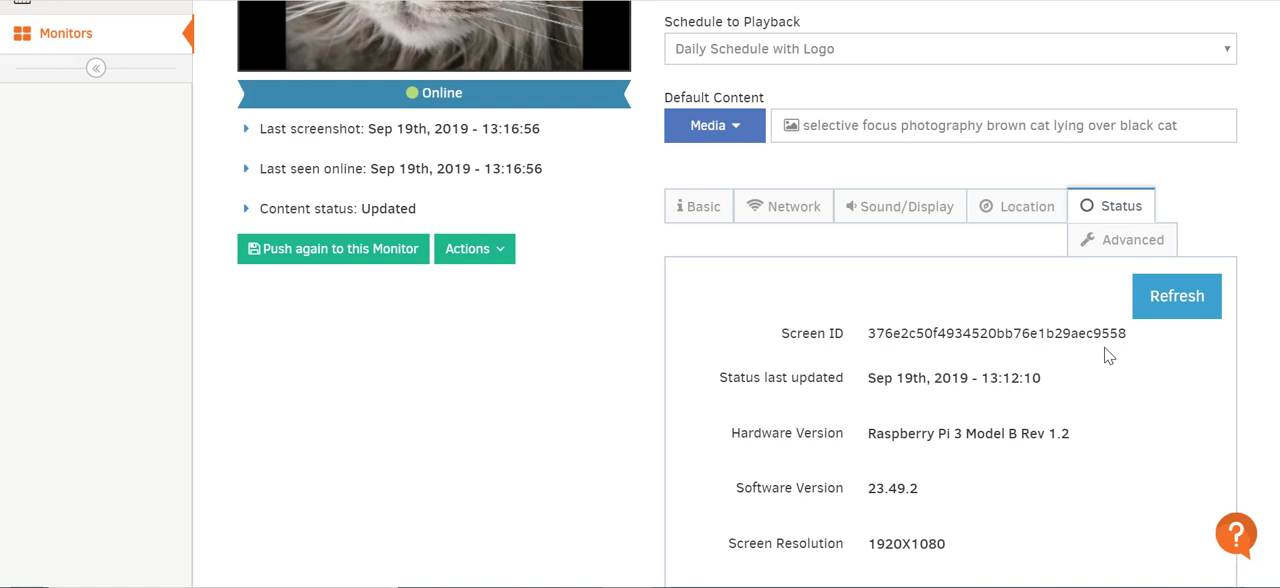 Monitors
Online
Last screenshot: Sep 19th, 2019 - 13:16:56
Last seen online: Sep 19th, 2019 - 13:16:56
Content status: Updated
Push again to this Monitor
Actions
Schedule to Playback
Daily Schedule with Logo
Default Content
Media
selective focus photography brown cat lying over black cat
Basic
Network
Sound/Display
Location
Status
Advanced
Refresh
Screen ID 376e2c50f4934520bb76e1b29aec9558
Status last updated Sep 19th, 2019 - 13:12:10
Hardware Version Raspberry Pi 3 Model B Rev 1.2
Software Version 23.49.2
Screen Resolution 1920X1080
?